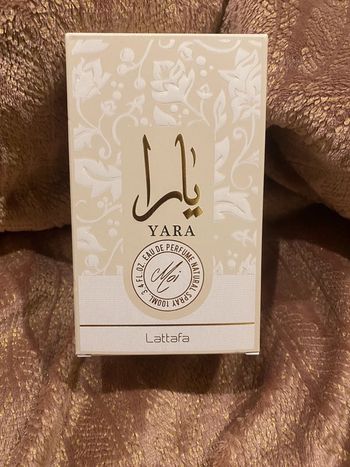 يارا
YARA
EAU DE PERFUME NATURAL SPRAY 100ML 3.4 FL.OZ.
Moi
Lattafa